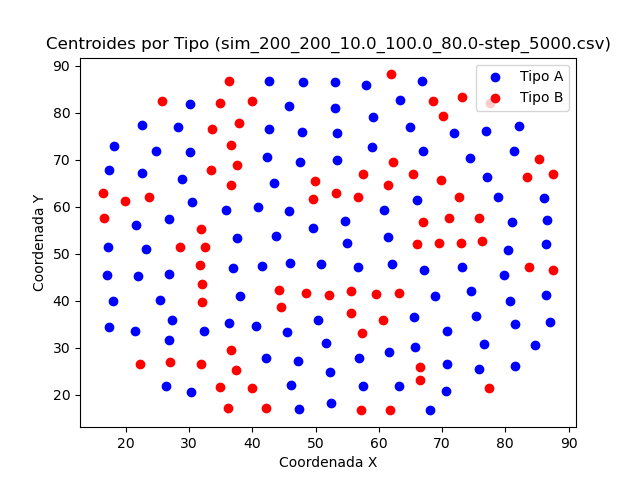 Centroides por Tipo (sim_200_200_10.0_100.0_80.0-step_5000.csv)
Tipo A
Tipo B
90
80
70
60
50
40
30
20
Coordenada Y
20 30 40 50 60 70 80 90
Coordenada X